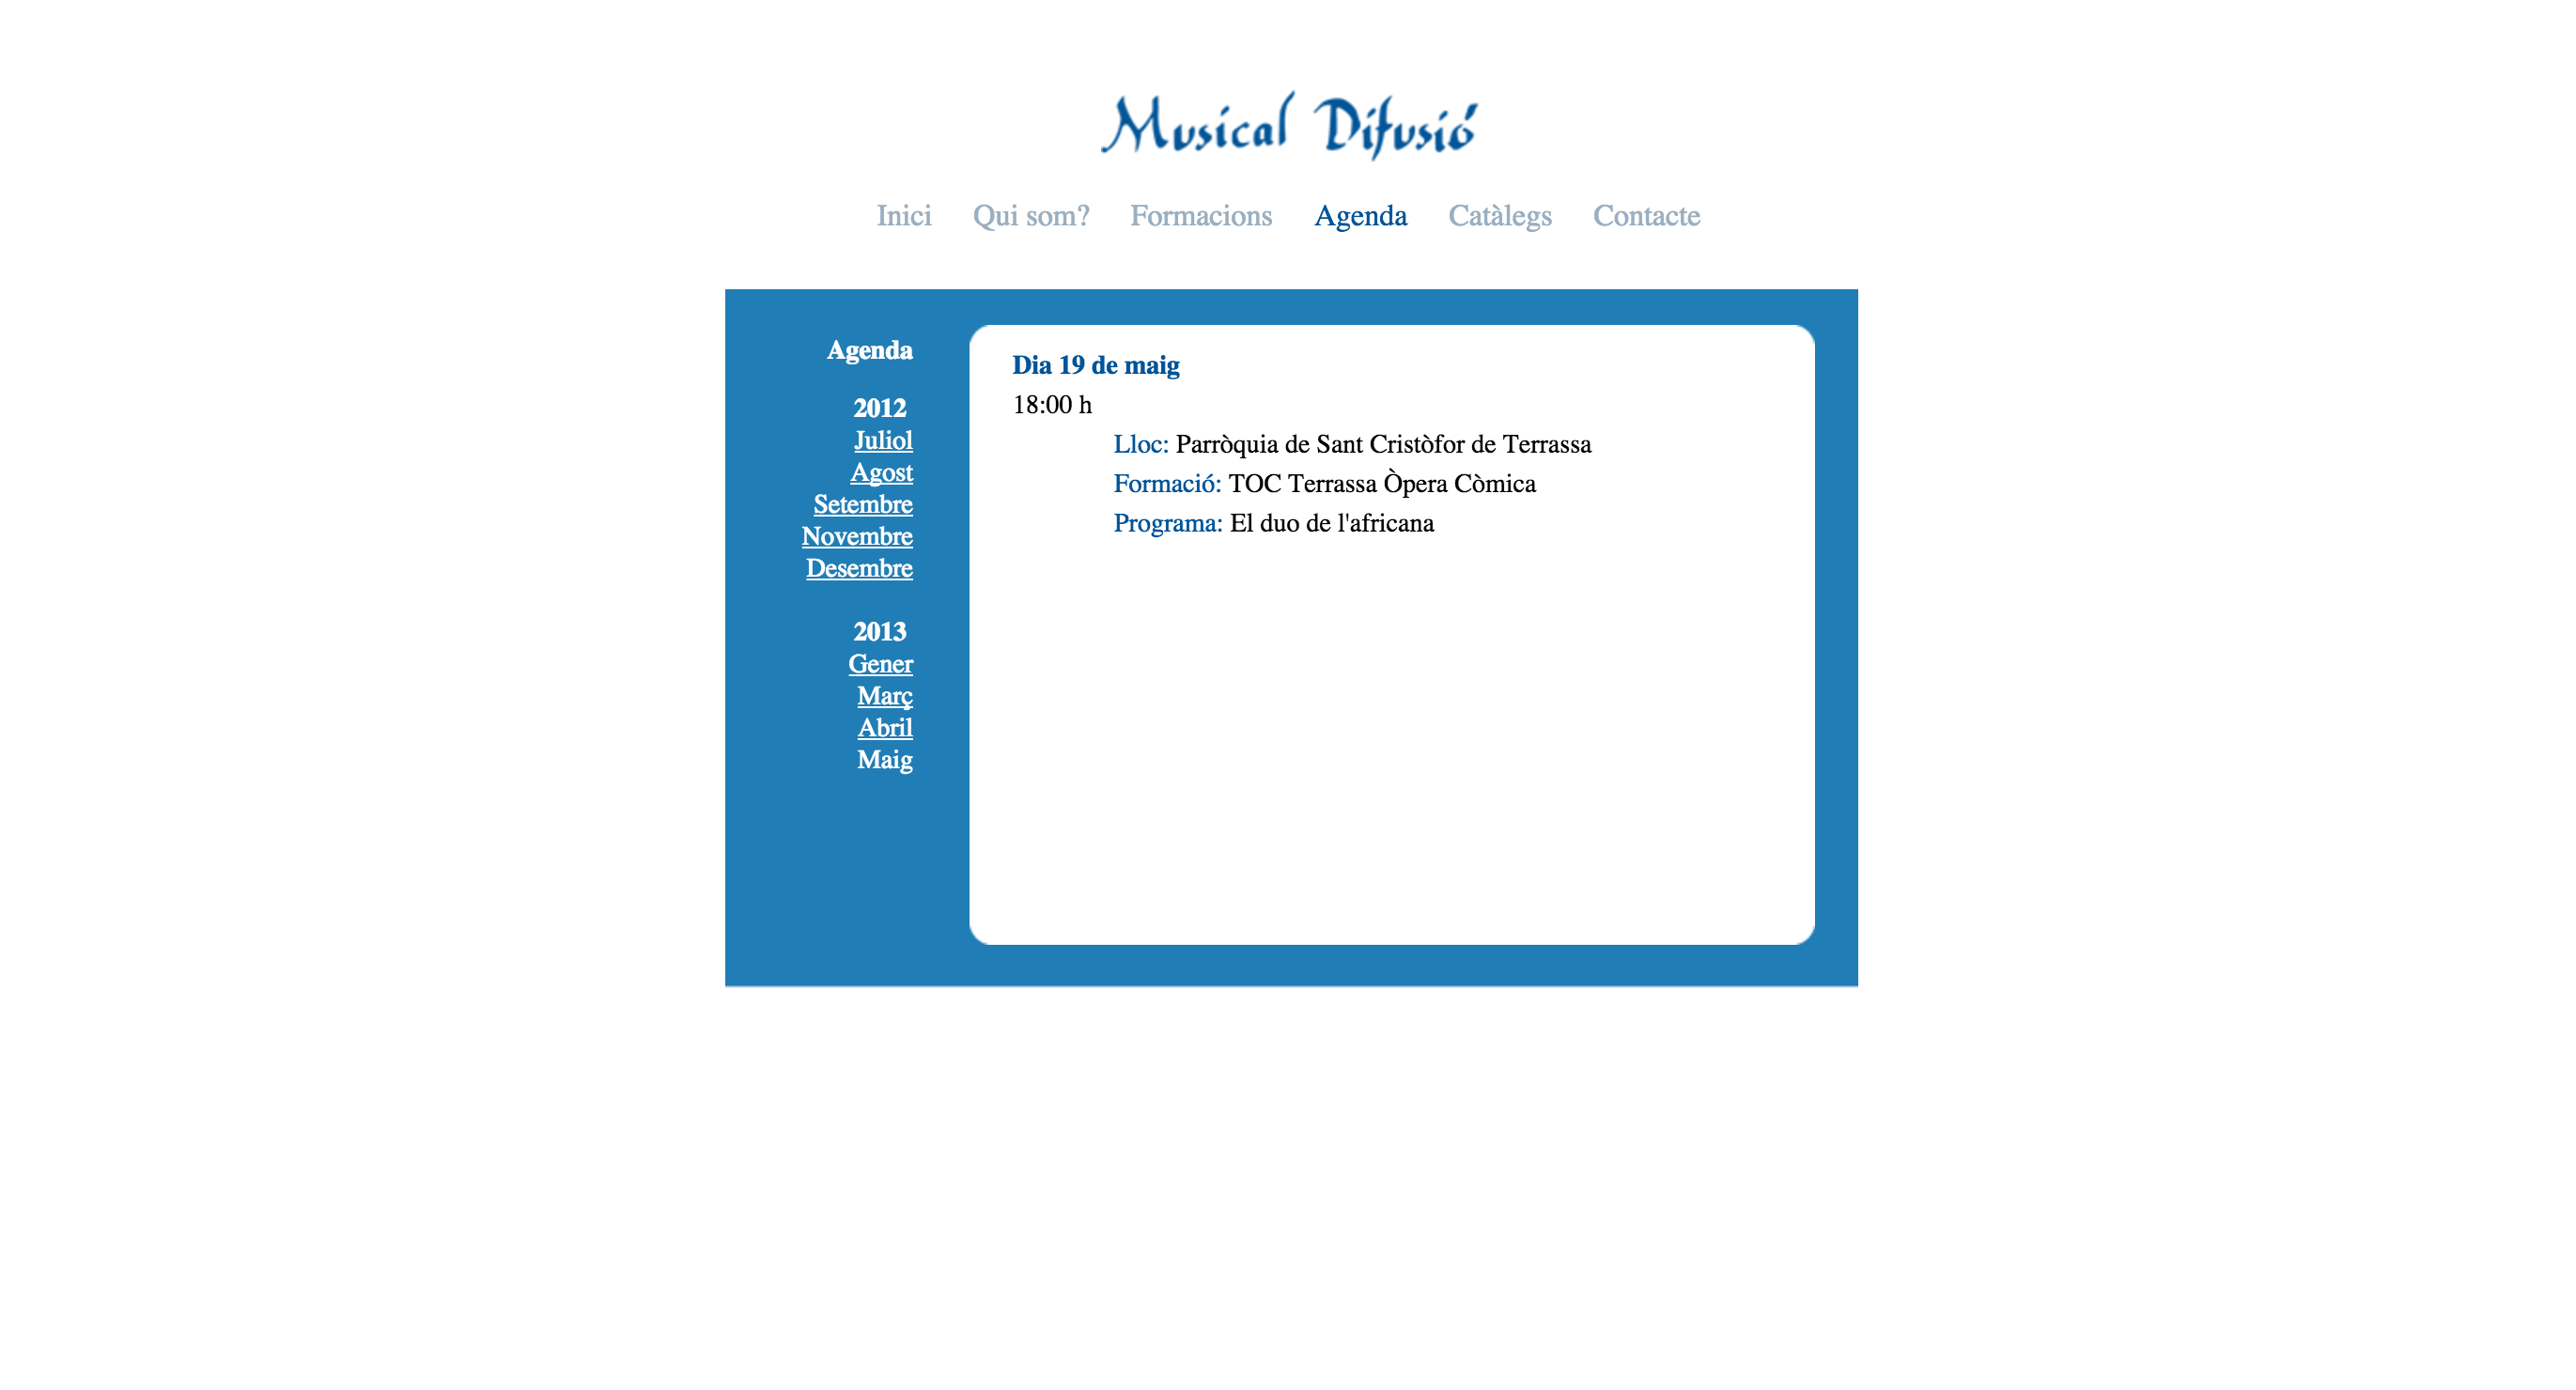 Musical Difusió
Inici Qui som? Formacions Agenda Catàlegs Contacte
Agenda
2012
Juliol
Agost
Setembre
Novembre
Desembre
2013
Gener
Març
Abril
Maig
Dia 19 de maig
18:00 h
Lloc: Parròquia de Sant Cristòfor de Terrassa
Formació: TOC Terrassa Òpera Còmica
Programa: El duo de l'africana